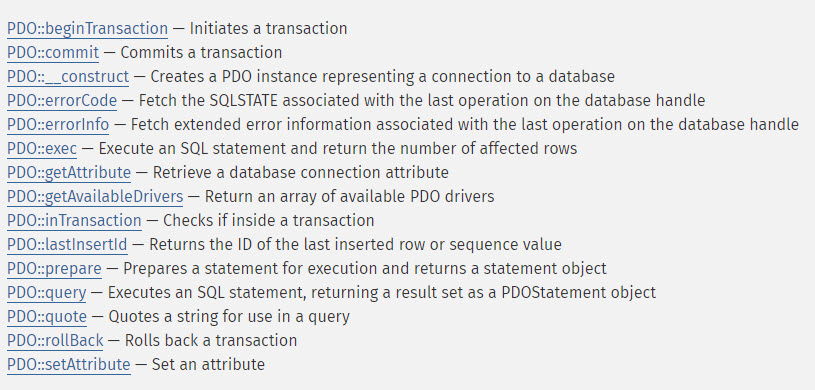 PDO::beginTransaction — Initiates a transaction
PDO::commit — Commits a transaction
PDO::__construct — Creates a PDO instance representing a connection to a database
PDO::errorCode — Fetch the SQLSTATE associated with the last operation on the database handle
PDO::errorInfo — Fetch extended error information associated with the last operation on the database handle
PDO::exec — Execute an SQL statement and return the number of affected rows
PDO::getAttribute — Retrieve a database connection attribute
PDO::getAvailableDrivers — Return an array of available PDO drivers
PDO::inTransaction — Checks if inside a transaction
PDO::lastInsertId — Returns the ID of the last inserted row or sequence value
PDO::prepare — Prepares a statement for execution and returns a statement object
PDO::query — Executes an SQL statement, returning a result set as a PDOStatement object
PDO::quote — Quotes a string for use in a query
PDO::rollBack — Rolls back a transaction
PDO::setAttribute — Set an attribute